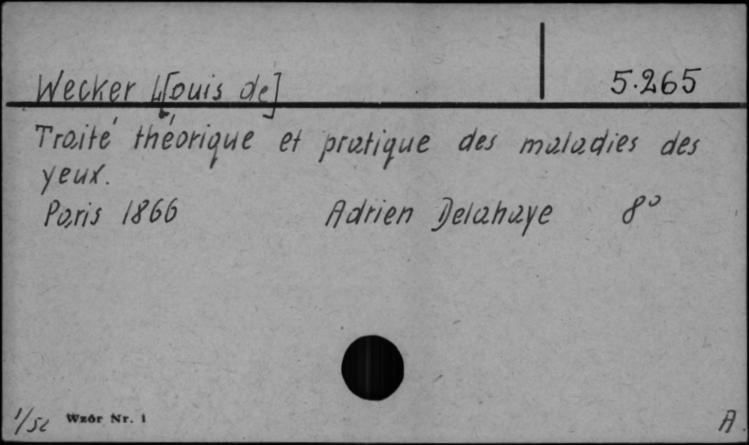 Wecker L[ouis de] 5.265
Traité théorique et pratique des maladies des
yeux.
Paris 1866 Adrien Delahaye 8°
1/52 Wzór Nr. 1 A